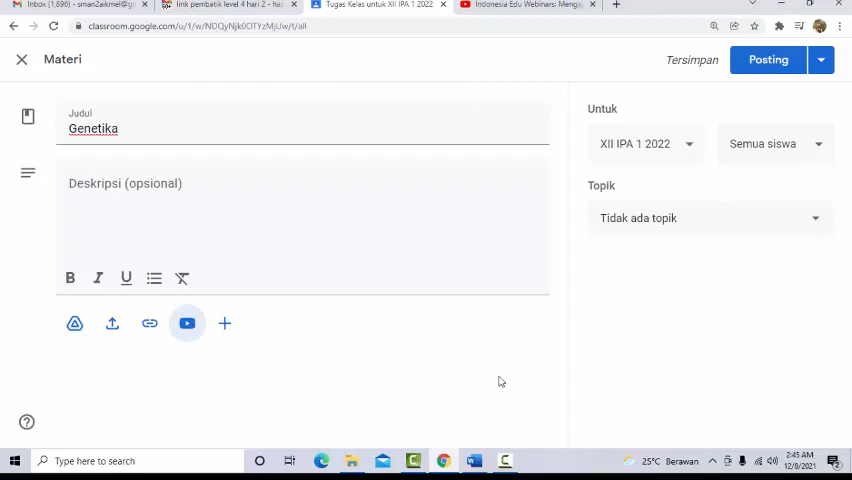 Inbox (1,896) - sman2aikmel@g
link pembatik level 4 hari 2 - ha
Tugas Kelas untuk XII IPA 1 2022
Indonesia Edu Webinars: Menga
classroom.google.com/u/1/w/NDQyNjk0OTYzMjUw/t/all
Materi
Tersimpan
Posting
Judul
Genetika
Deskripsi (opsional)
B I U
Untuk
XII IPA 1 2022
Semua siswa
Topik
Tidak ada topik
Type here to search
25°C Berawan
2:45 AM
12/8/2021
2